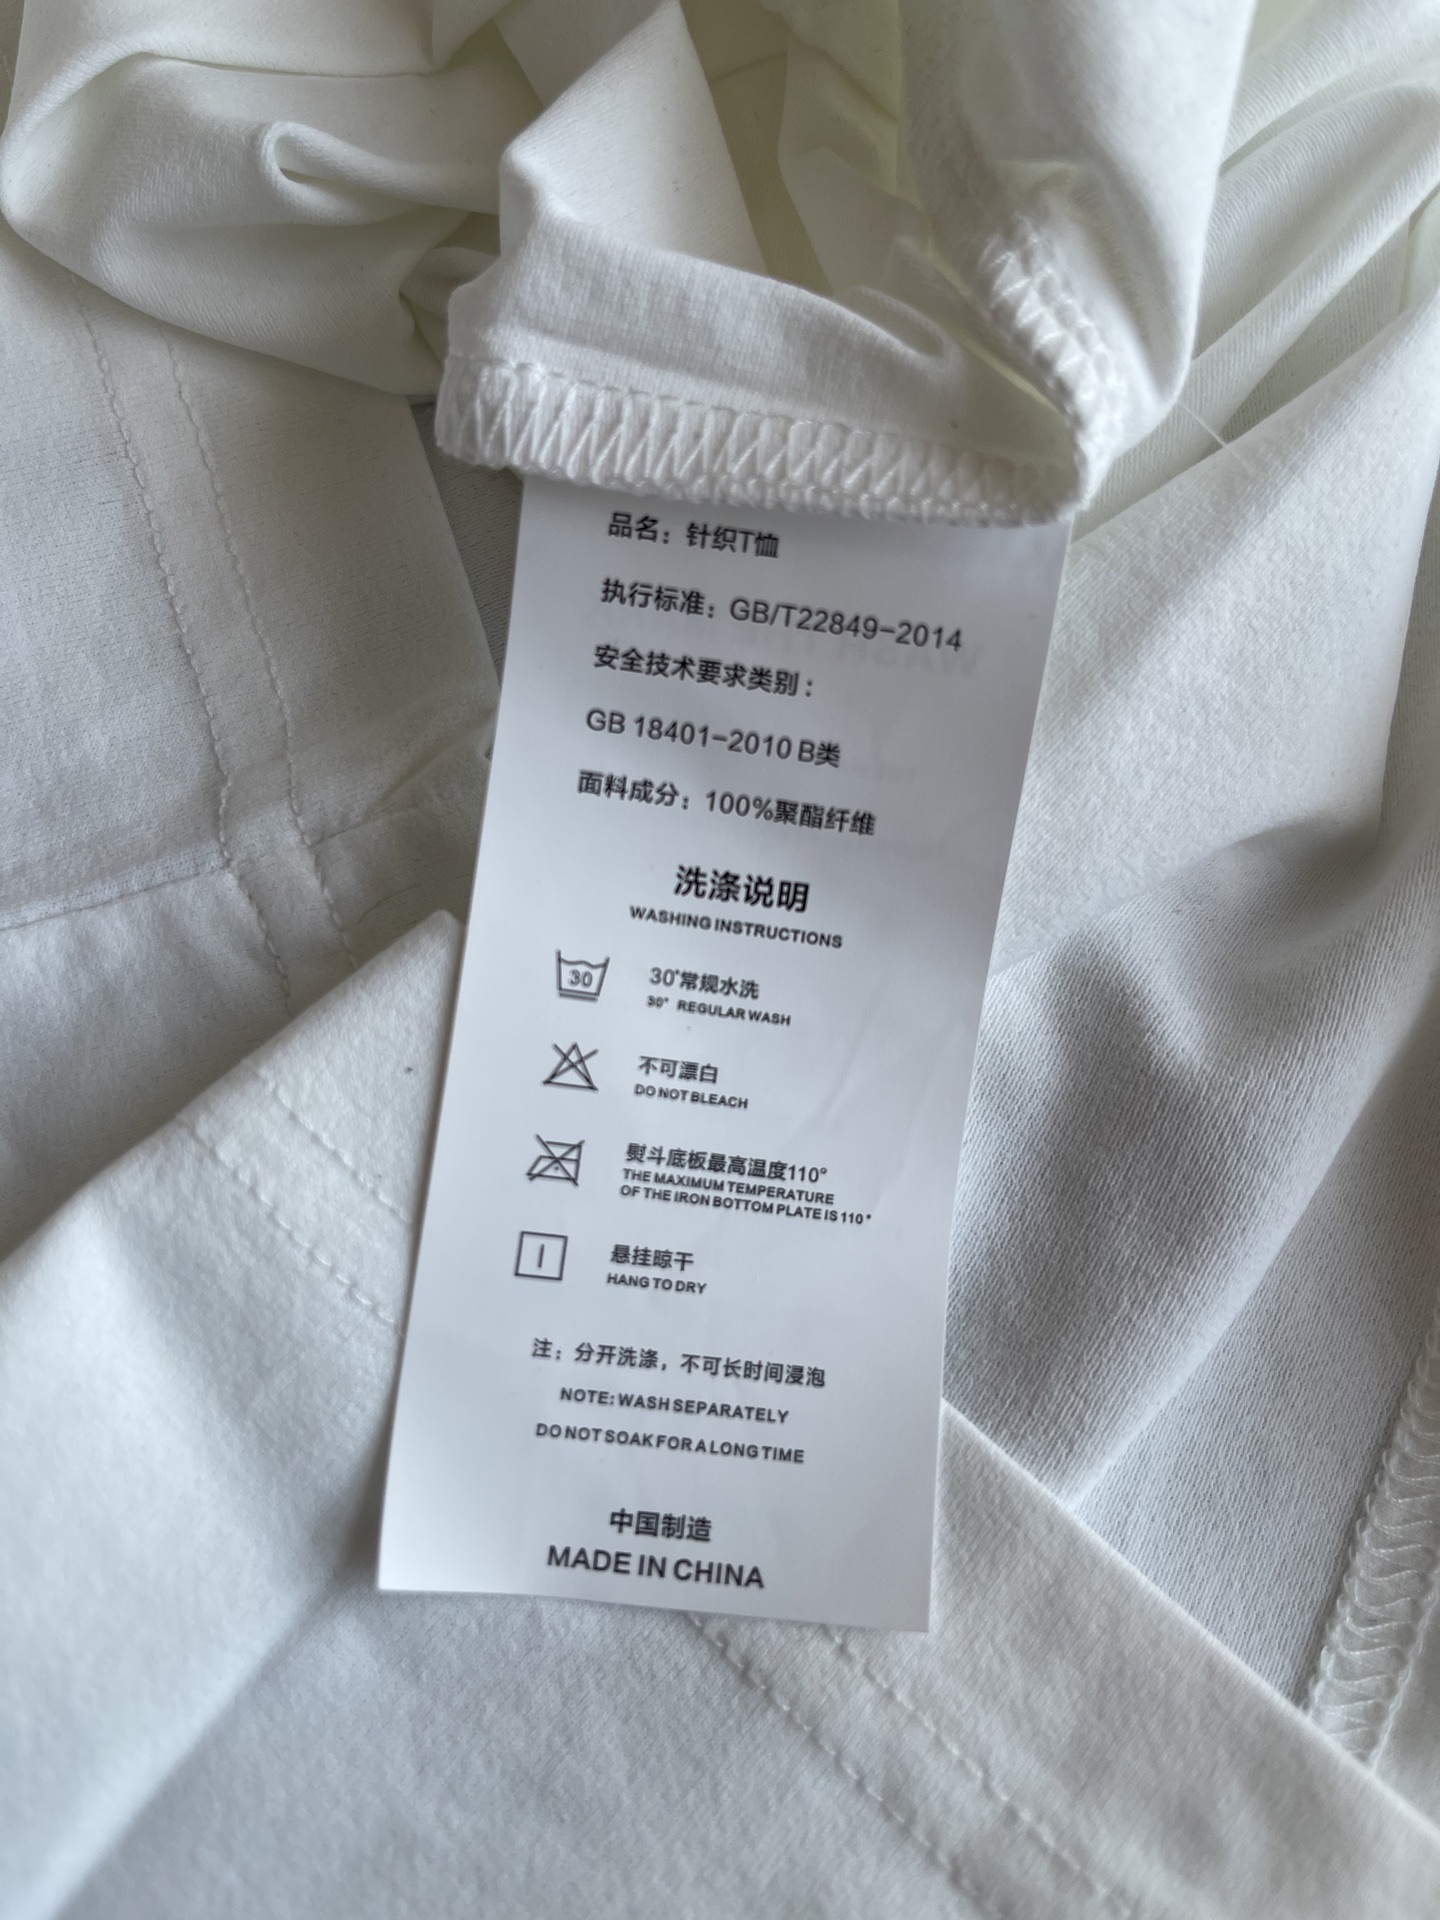 品名：针织T恤
执行标准：GB/T22849-2014
安全技术要求类别：
GB 18401-2010 B类
面料成分：100%聚酯纤维
洗涤说明
WASHING INSTRUCTIONS
30
30°常规水洗
30° REGULAR WASH
不可漂白
DO NOT BLEACH
熨斗底板最高温度110°
THE MAXIMUM TEMPERATURE
OF THE IRON BOTTOM PLATE IS 110°
悬挂晾干
HANG TO DRY
注：分开洗涤，不可长时间浸泡
NOTE: WASH SEPARATELY
DO NOT SOAK FOR A LONG TIME
中国制造
MADE IN CHINA